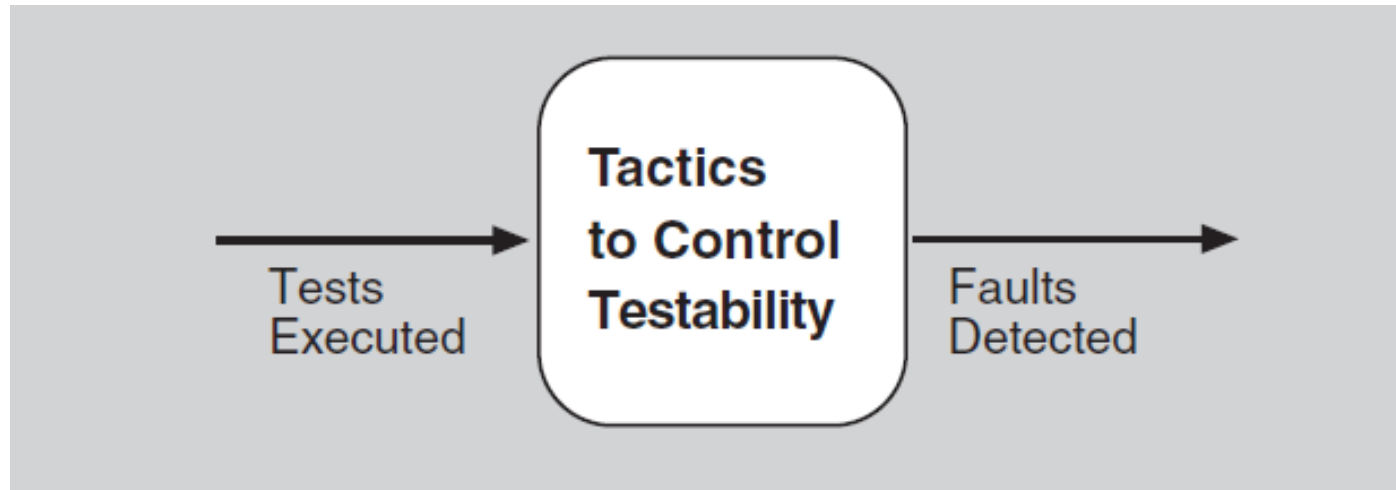 Tests
Executed
Tactics
to Control
Testability
Faults
Detected